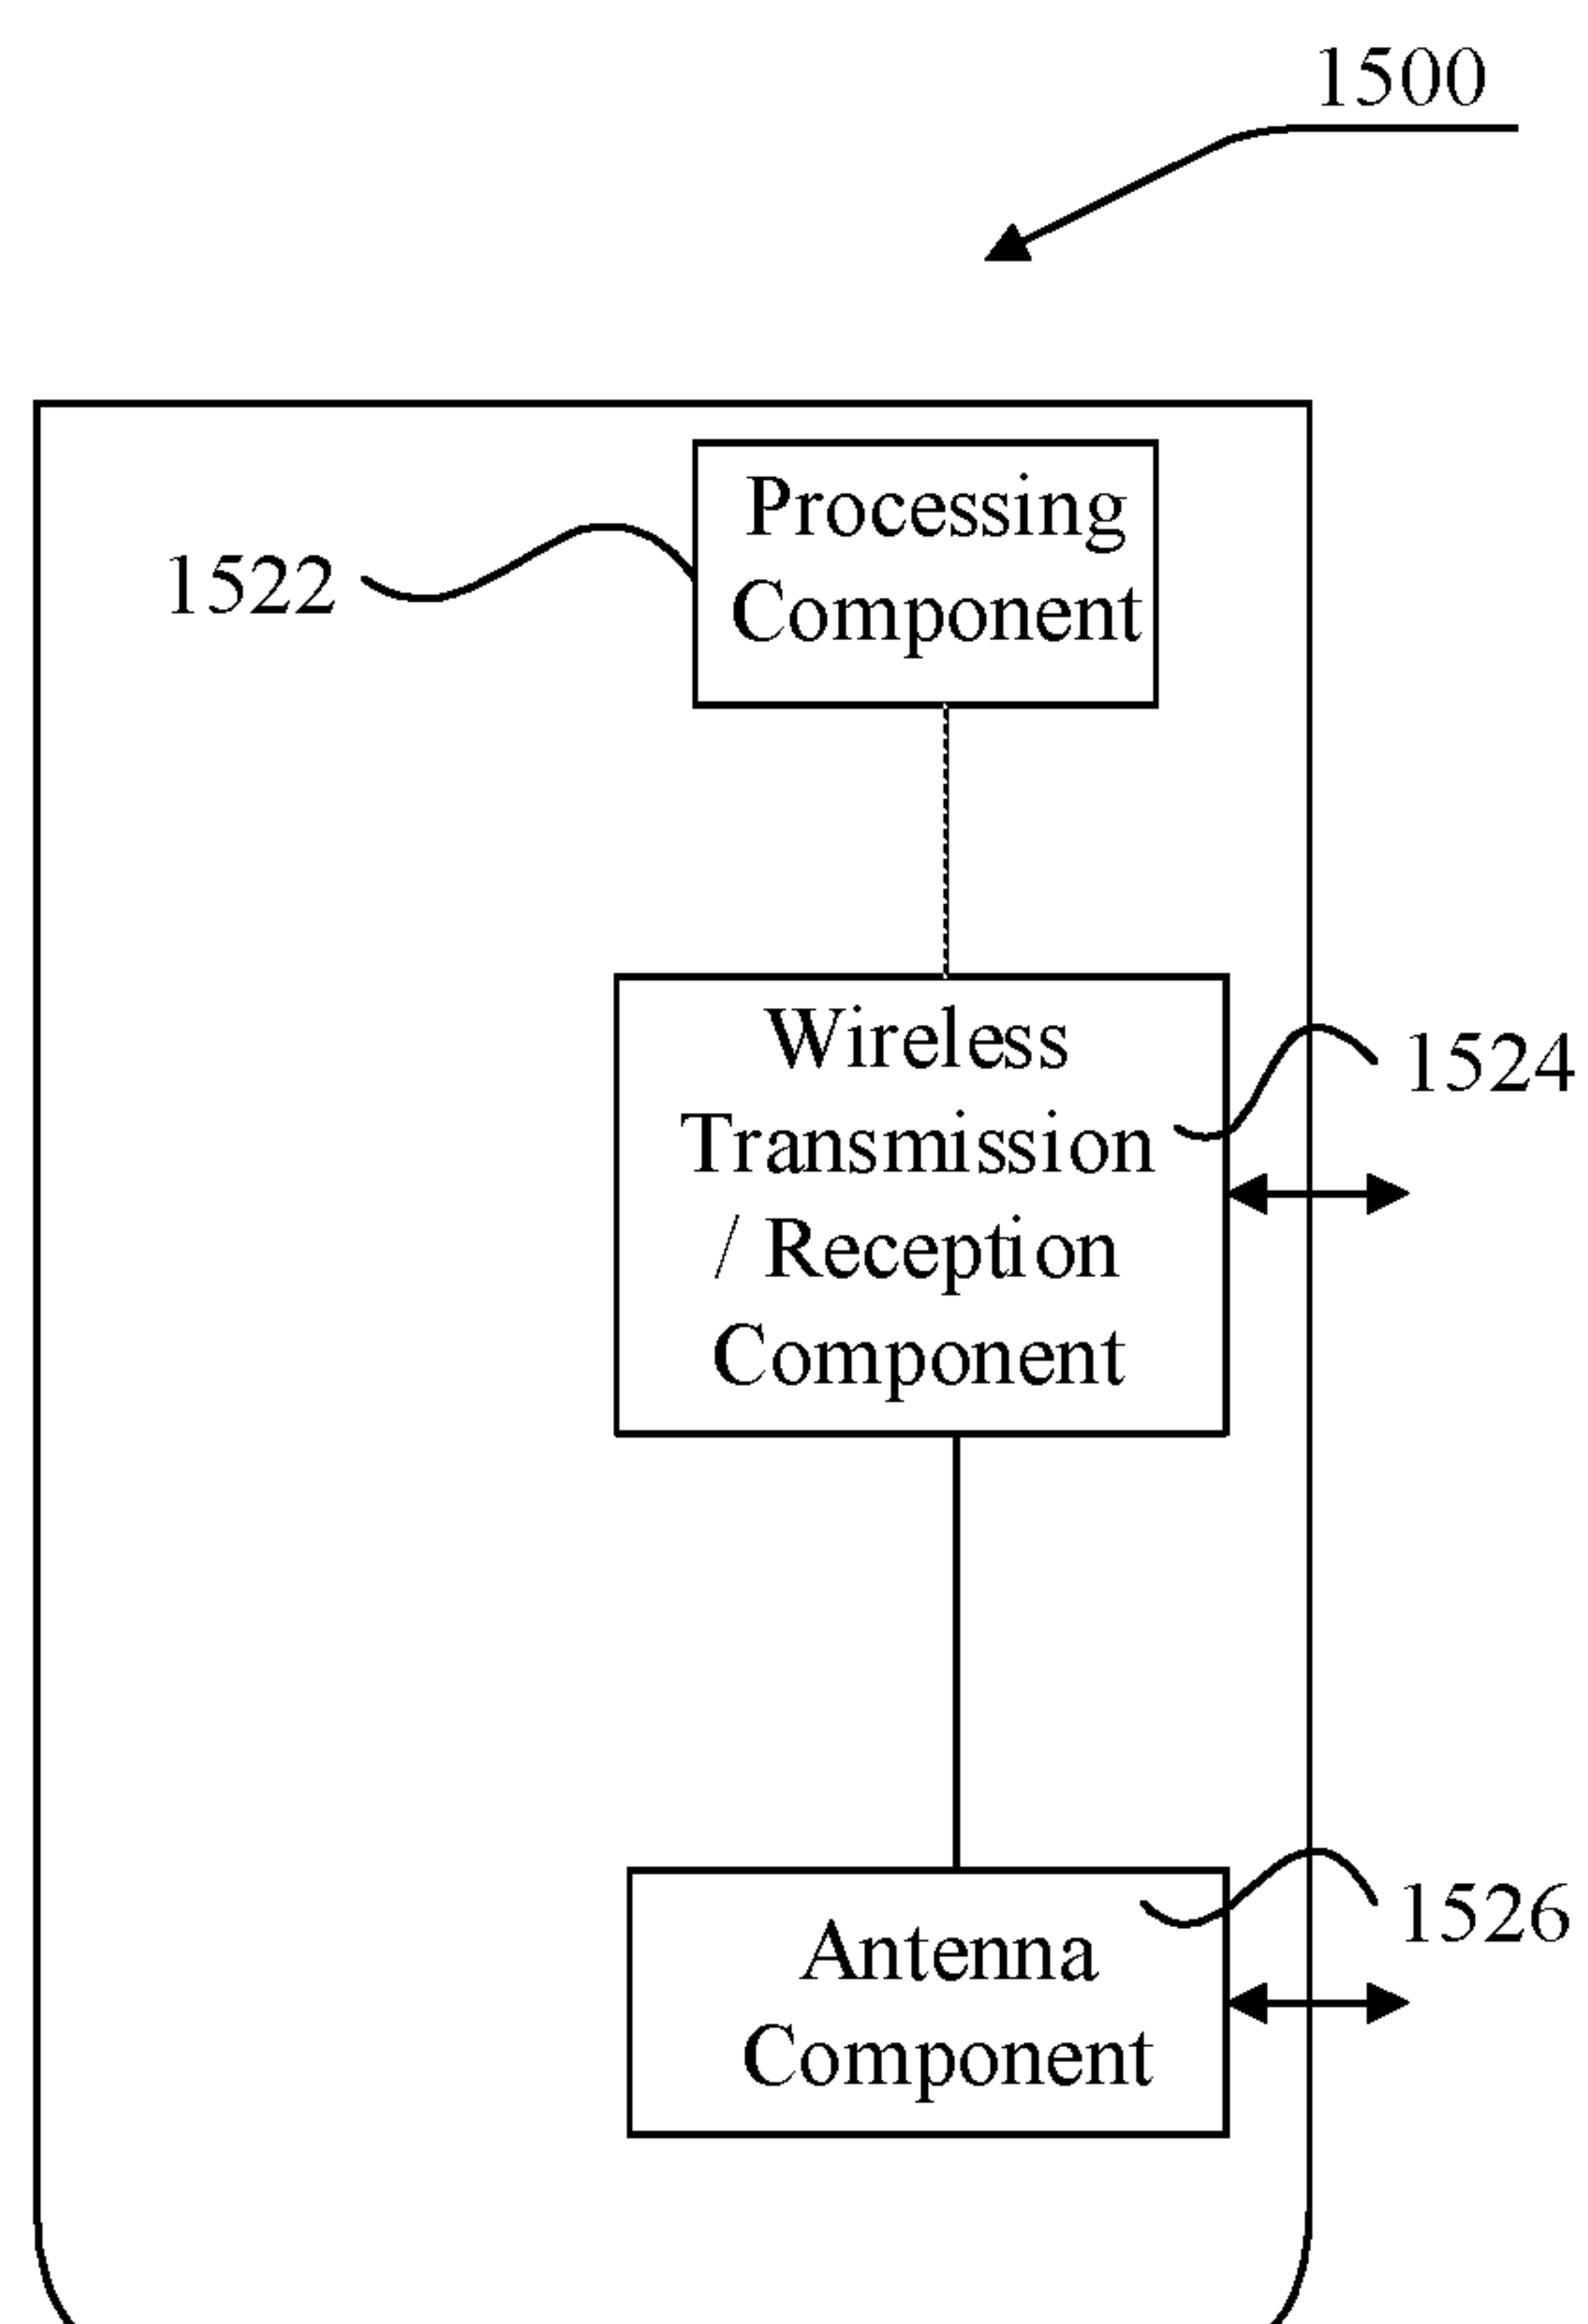 1500
Processing
Component
1522
Wireless
Transmission
/ Reception
Component
1524
Antenna
Component
1526